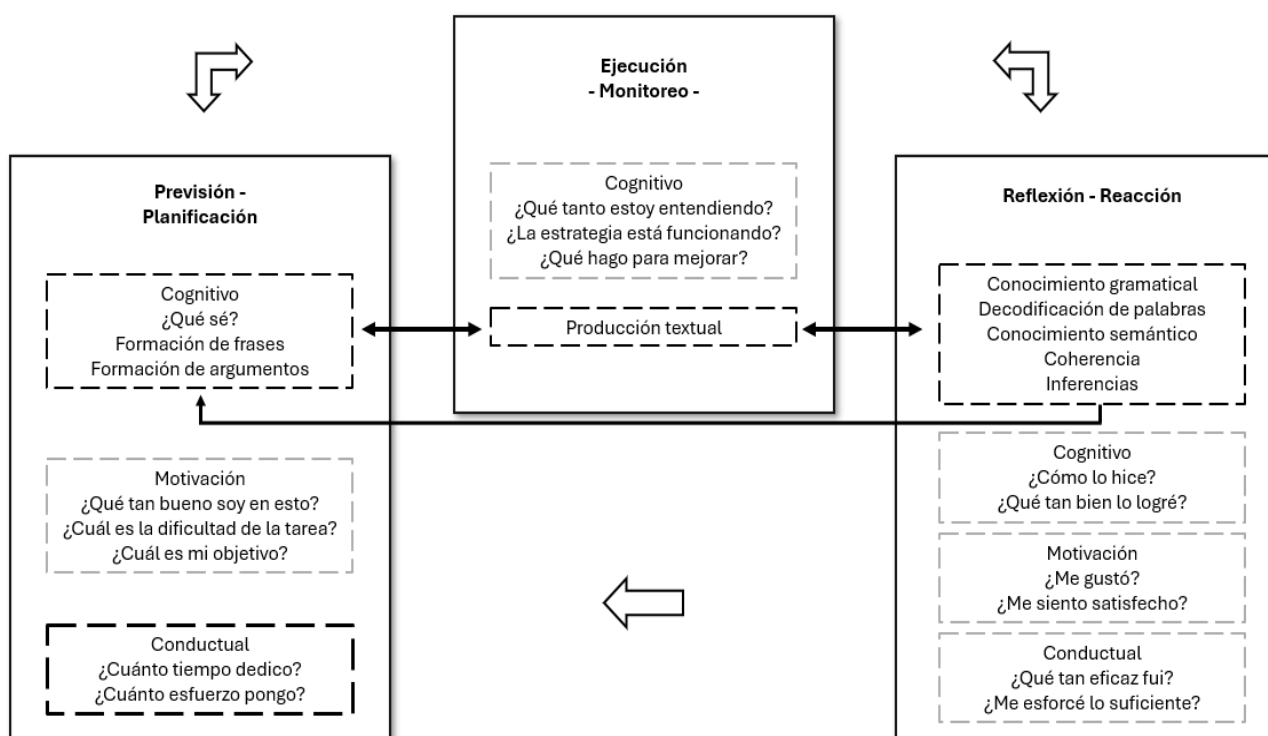 Previsión -
Planificación
Cognitivo
¿Qué sé?
Formación de frases
Formación de argumentos
Motivación
¿Qué tan bueno soy en esto?
¿Cuál es la dificultad de la tarea?
¿Cuál es mi objetivo?
Conductual
¿Cuánto tiempo dedico?
¿Cuánto esfuerzo pongo?
Ejecución
- Monitoreo -
Cognitivo
¿Qué tanto estoy entendiendo?
¿La estrategia está funcionando?
¿Qué hago para mejorar?
Producción textual
Reflexión - Reacción
Conocimiento gramatical
Decodificación de palabras
Conocimiento semántico
Coherencia
Inferencias
Cognitivo
¿Cómo lo hice?
¿Qué tan bien lo logré?
Motivación
¿Me gustó?
¿Me siento satisfecho?
Conductual
¿Qué tan eficaz fui?
¿Me esforcé lo suficiente?